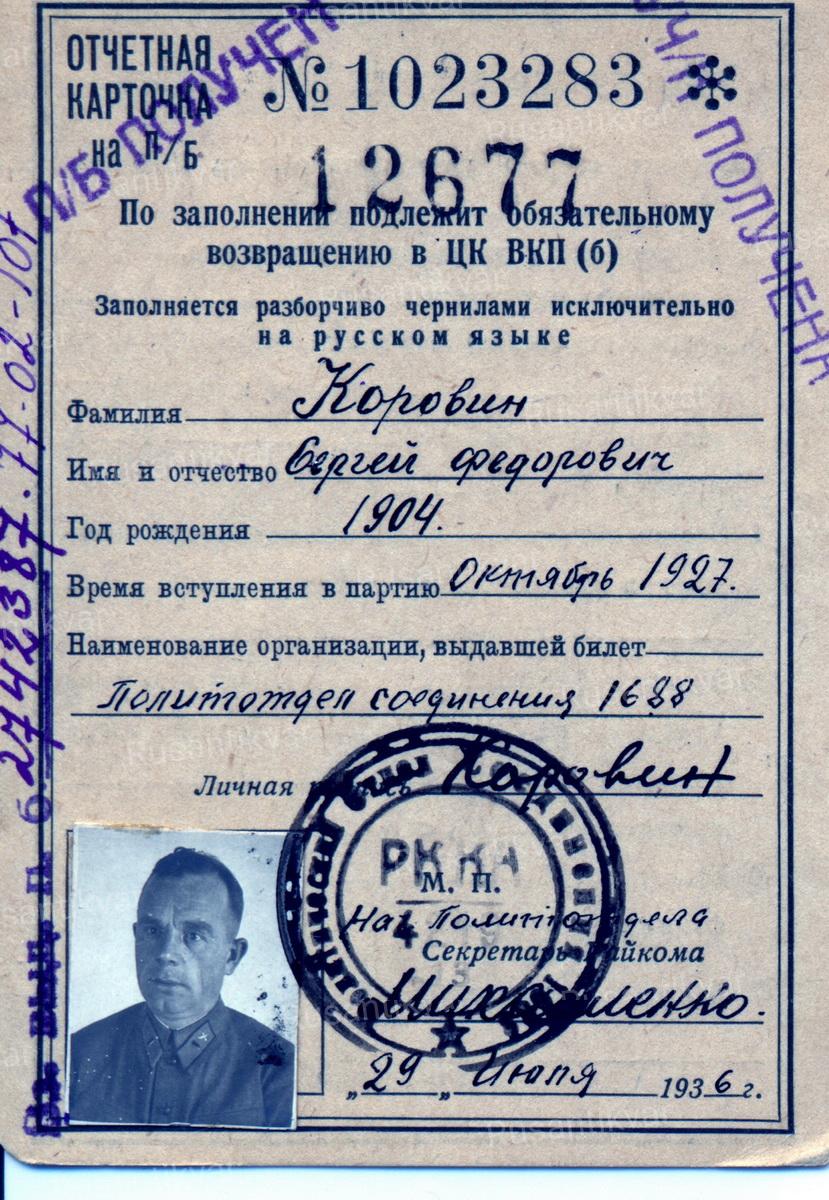 ОТЧЕТНАЯ
КАРТОЧКА
на П/Б
№ 1023283
12677
П/Б ПОЛУЧЕН
ПОЛУЧЕНА
По заполнении подлежит обязательному
возвращению в ЦК ВКП (б)
Заполняется разборчиво чернилами исключительно
на русском языке
Фамилия Коровин
Имя и отчество Сергей Федорович
Год рождения 1904.
Время вступления в партию Октябрь 1927.
Наименование организации, выдавшей билет
Политотдел соединения 1688
Личная Коровин
РККА
М. П.
Нач Политотдела
Секретарь Райкома
„29„ Июля 1936 г.